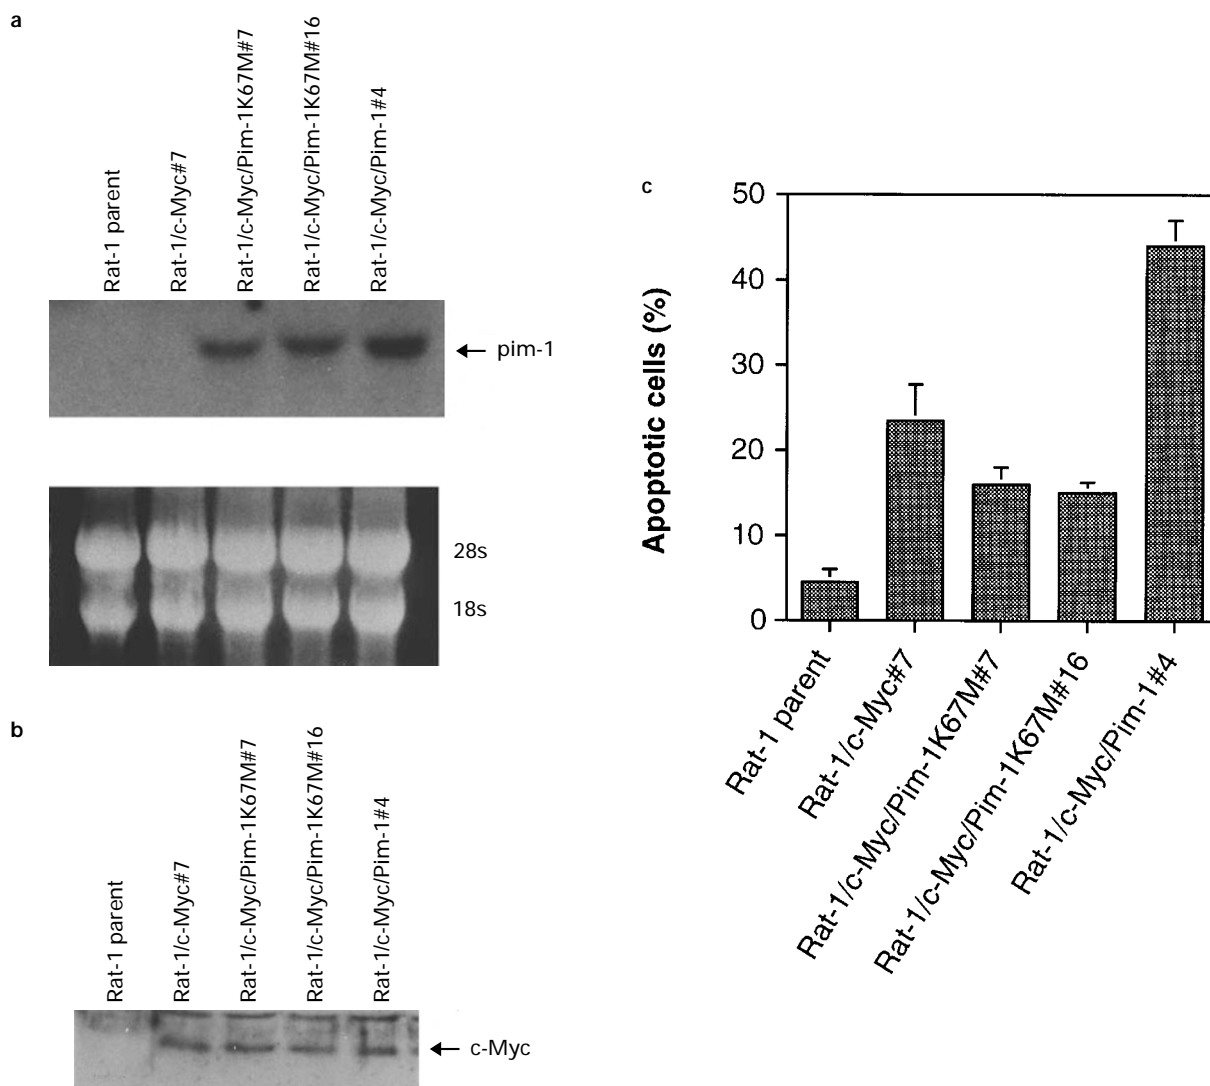 a
Rat-1 parent
Rat-1/c-Myc#7
Rat-1/c-Myc/Pim-1K67M#7
Rat-1/c-Myc/Pim-1K67M#16
Rat-1/c-Myc/Pim-1#4
pim-1
28s
18s
b
Rat-1 parent
Rat-1/c-Myc#7
Rat-1/c-Myc/Pim-1K67M#7
Rat-1/c-Myc/Pim-1K67M#16
Rat-1/c-Myc/Pim-1#4
c-Myc
c
Apoptotic cells (%)
50
40
30
20
10
0
Rat-1 parent
Rat-1/c-Myc#7
Rat-1/c-Myc/Pim-1K67M#7
Rat-1/c-Myc/Pim-1K67M#16
Rat-1/c-Myc/Pim-1#4